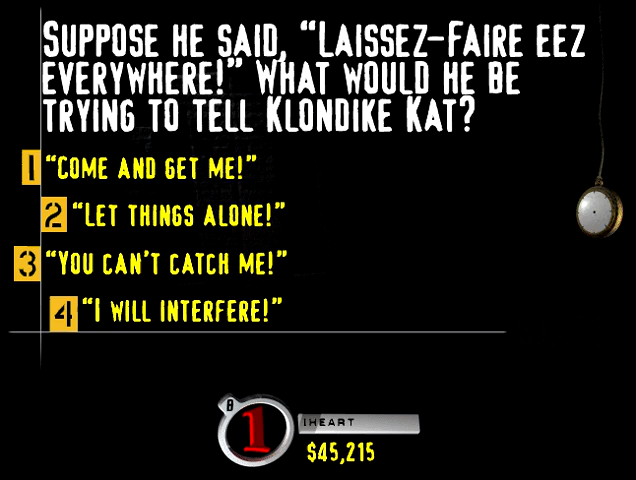 SUPPOSE HE SAID, “LAISSEZ-FAIRE EEZ
EVERYWHERE!” WHAT WOULD HE BE
TRYING TO TELL KLONDIKE KAT?
1 “COME AND GET ME!”
2 “LET THINGS ALONE!”
3 “YOU CAN'T CATCH ME!”
4 “I WILL INTERFERE!”
B
1 IHEART
$45,215